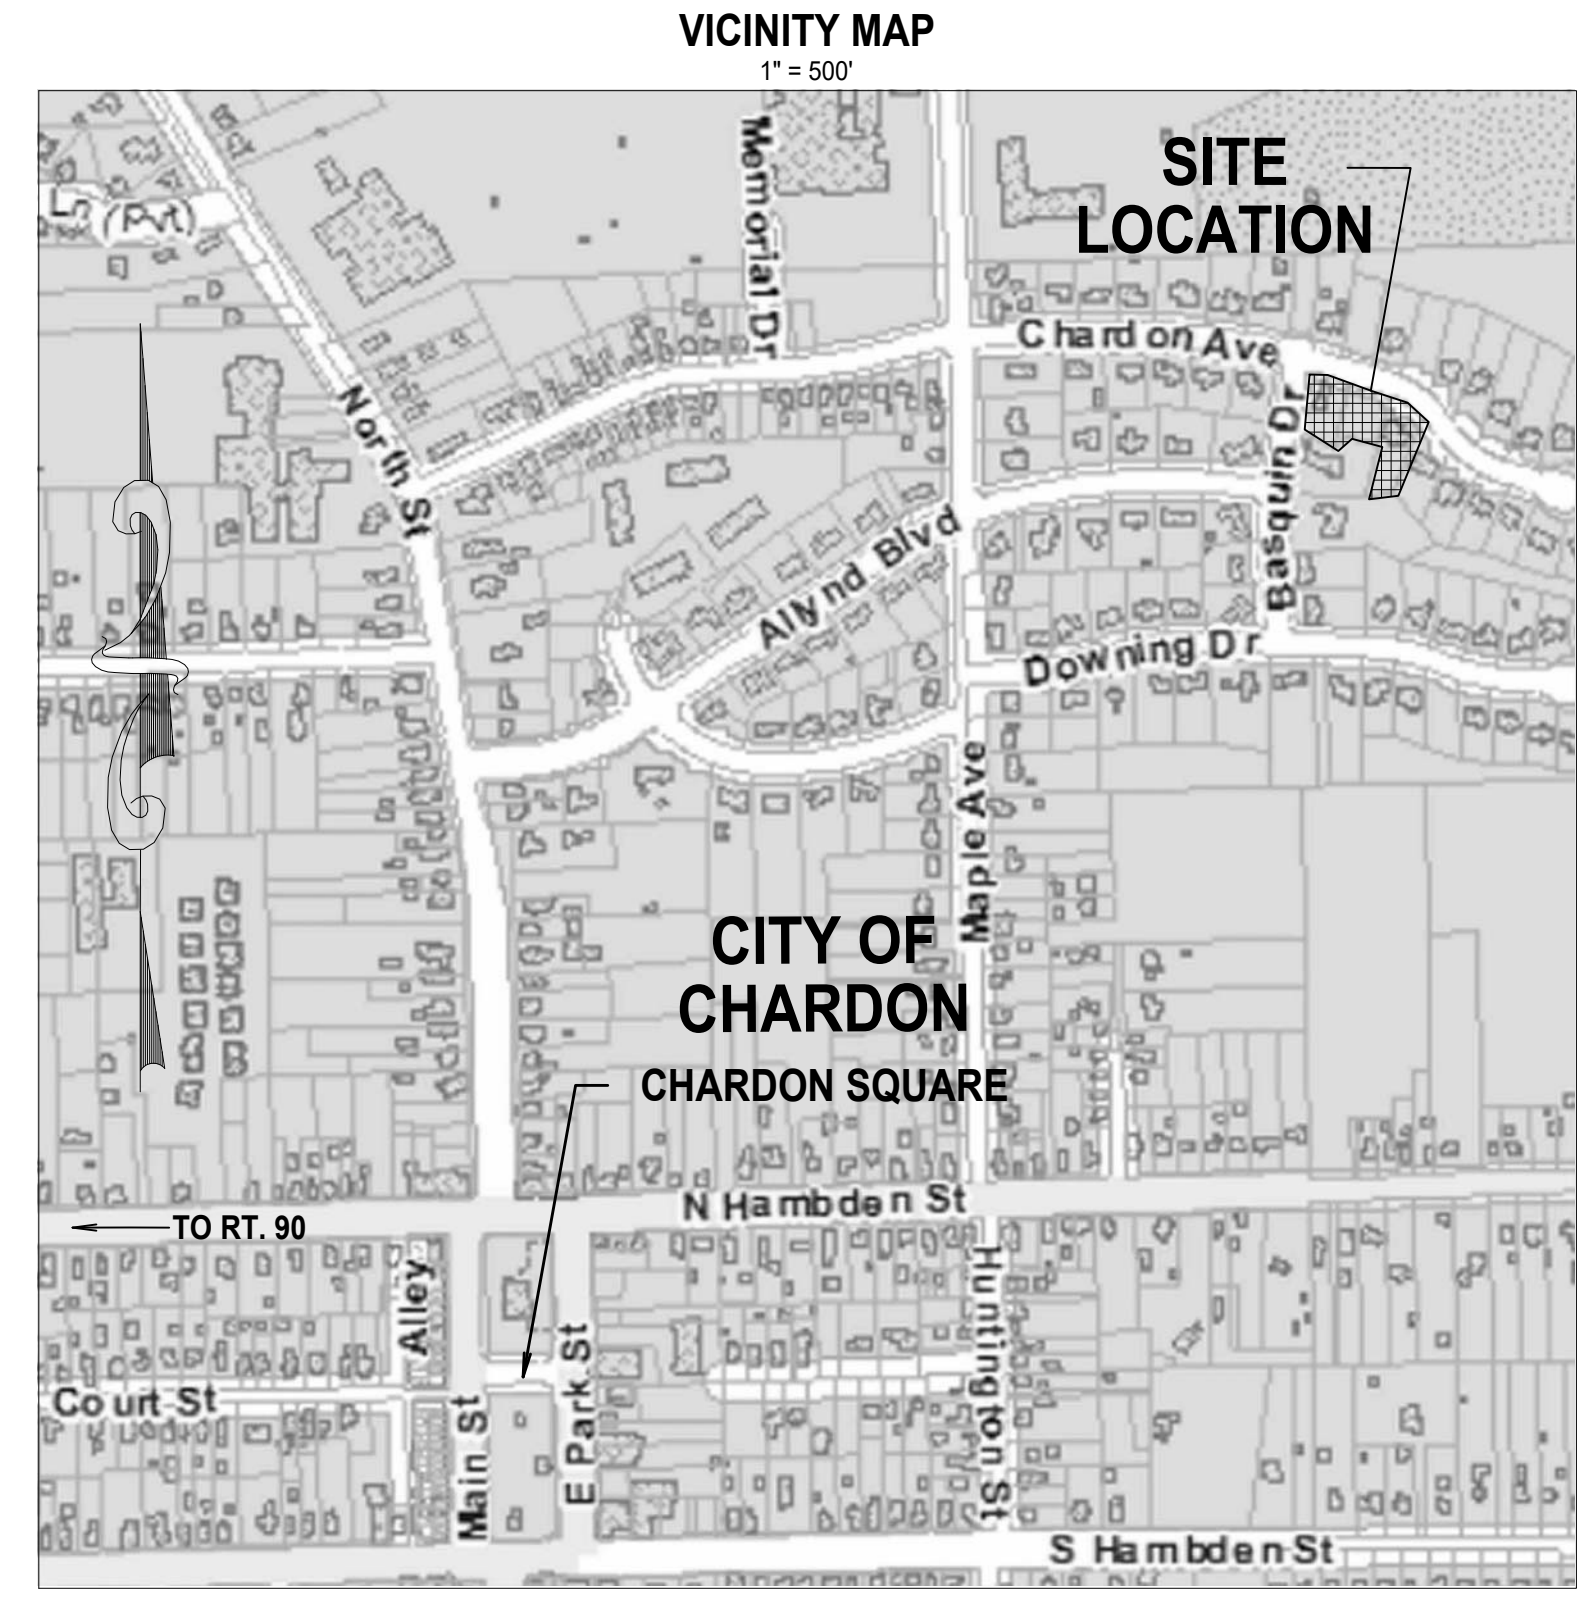 VICINITY MAP
1" = 500'
Memorial Dr
SITE
LOCATION
Ln (Pvt)
Chardon Ave
North St
Basquin Dr
Allynd Blvd
Downing Dr
Maple Ave
CITY OF
CHARDON
CHARDON SQUARE
N Hambden St
TO RT. 90
Alley
Huntington St
E Park St
Court St
Main St
S Hambden St